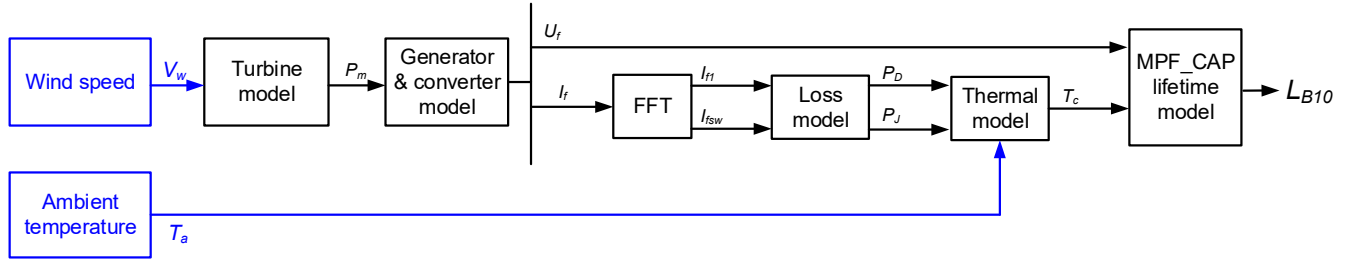 Wind speed
V_w
Turbine
model
P_m
Generator
& converter
model
U_f
I_f
FFT
I_f1
I_fsw
Loss
model
P_D
P_J
Thermal
model
T_c
MPF_CAP
lifetime
model
L_B10
Ambient
temperature
T_a